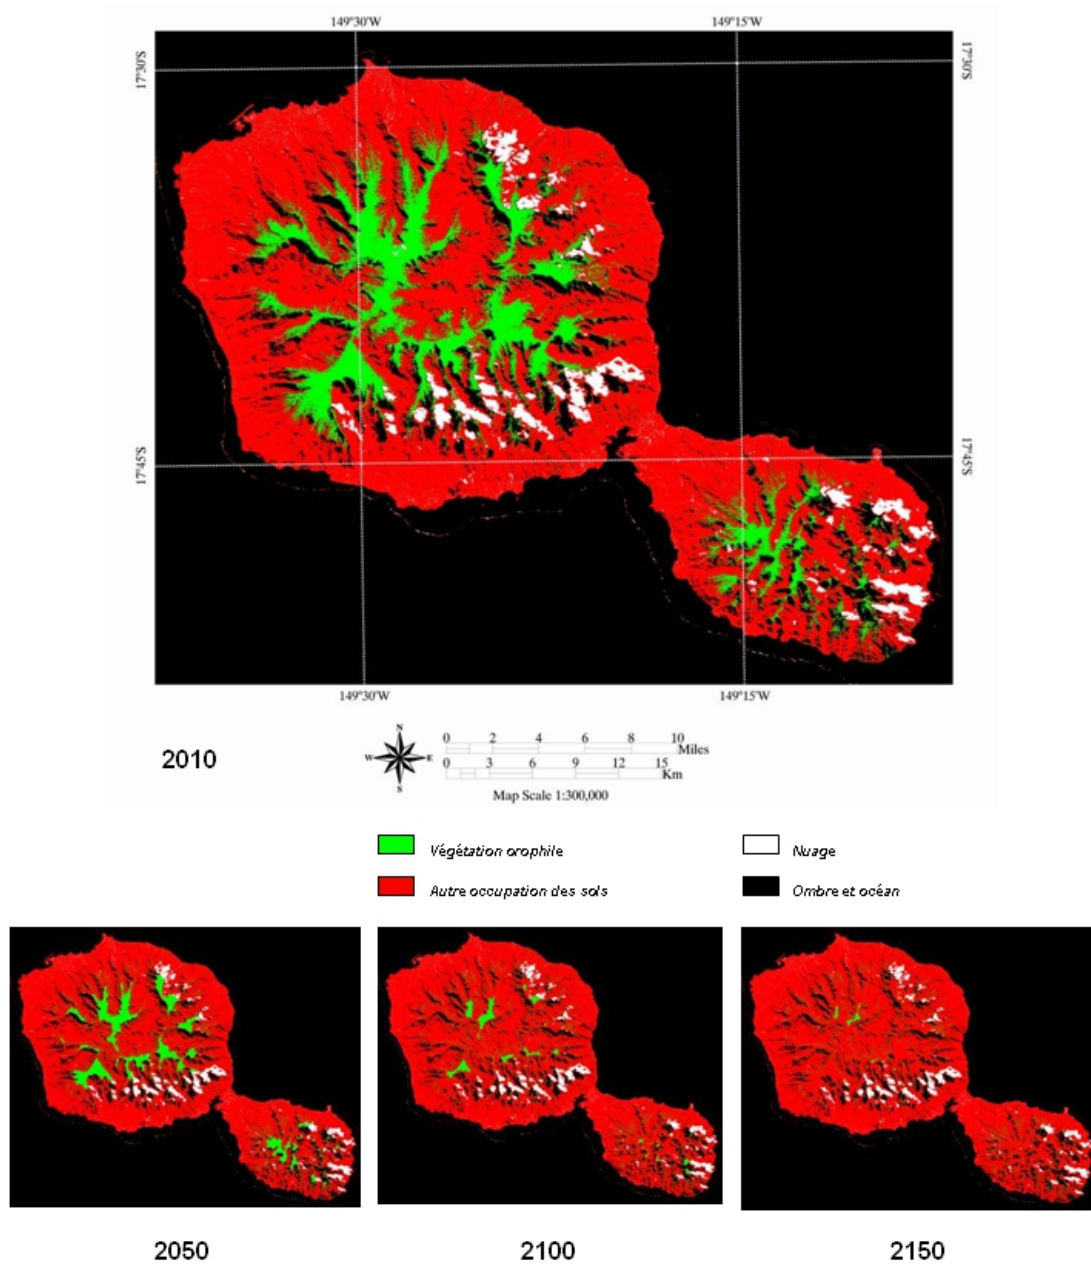 149°30'W 149°15'W
17°30'S 17°30'S
17°45'S 17°45'S
149°30'W 149°15'W
2010
N
W E
S
0 2 4 6 8 10
Miles
0 3 6 9 12 15
Km
Map Scale 1:300,000
Végétation orophile
Nuage
Autre occupation des sols
Ombre et océan
2050 2100 2150